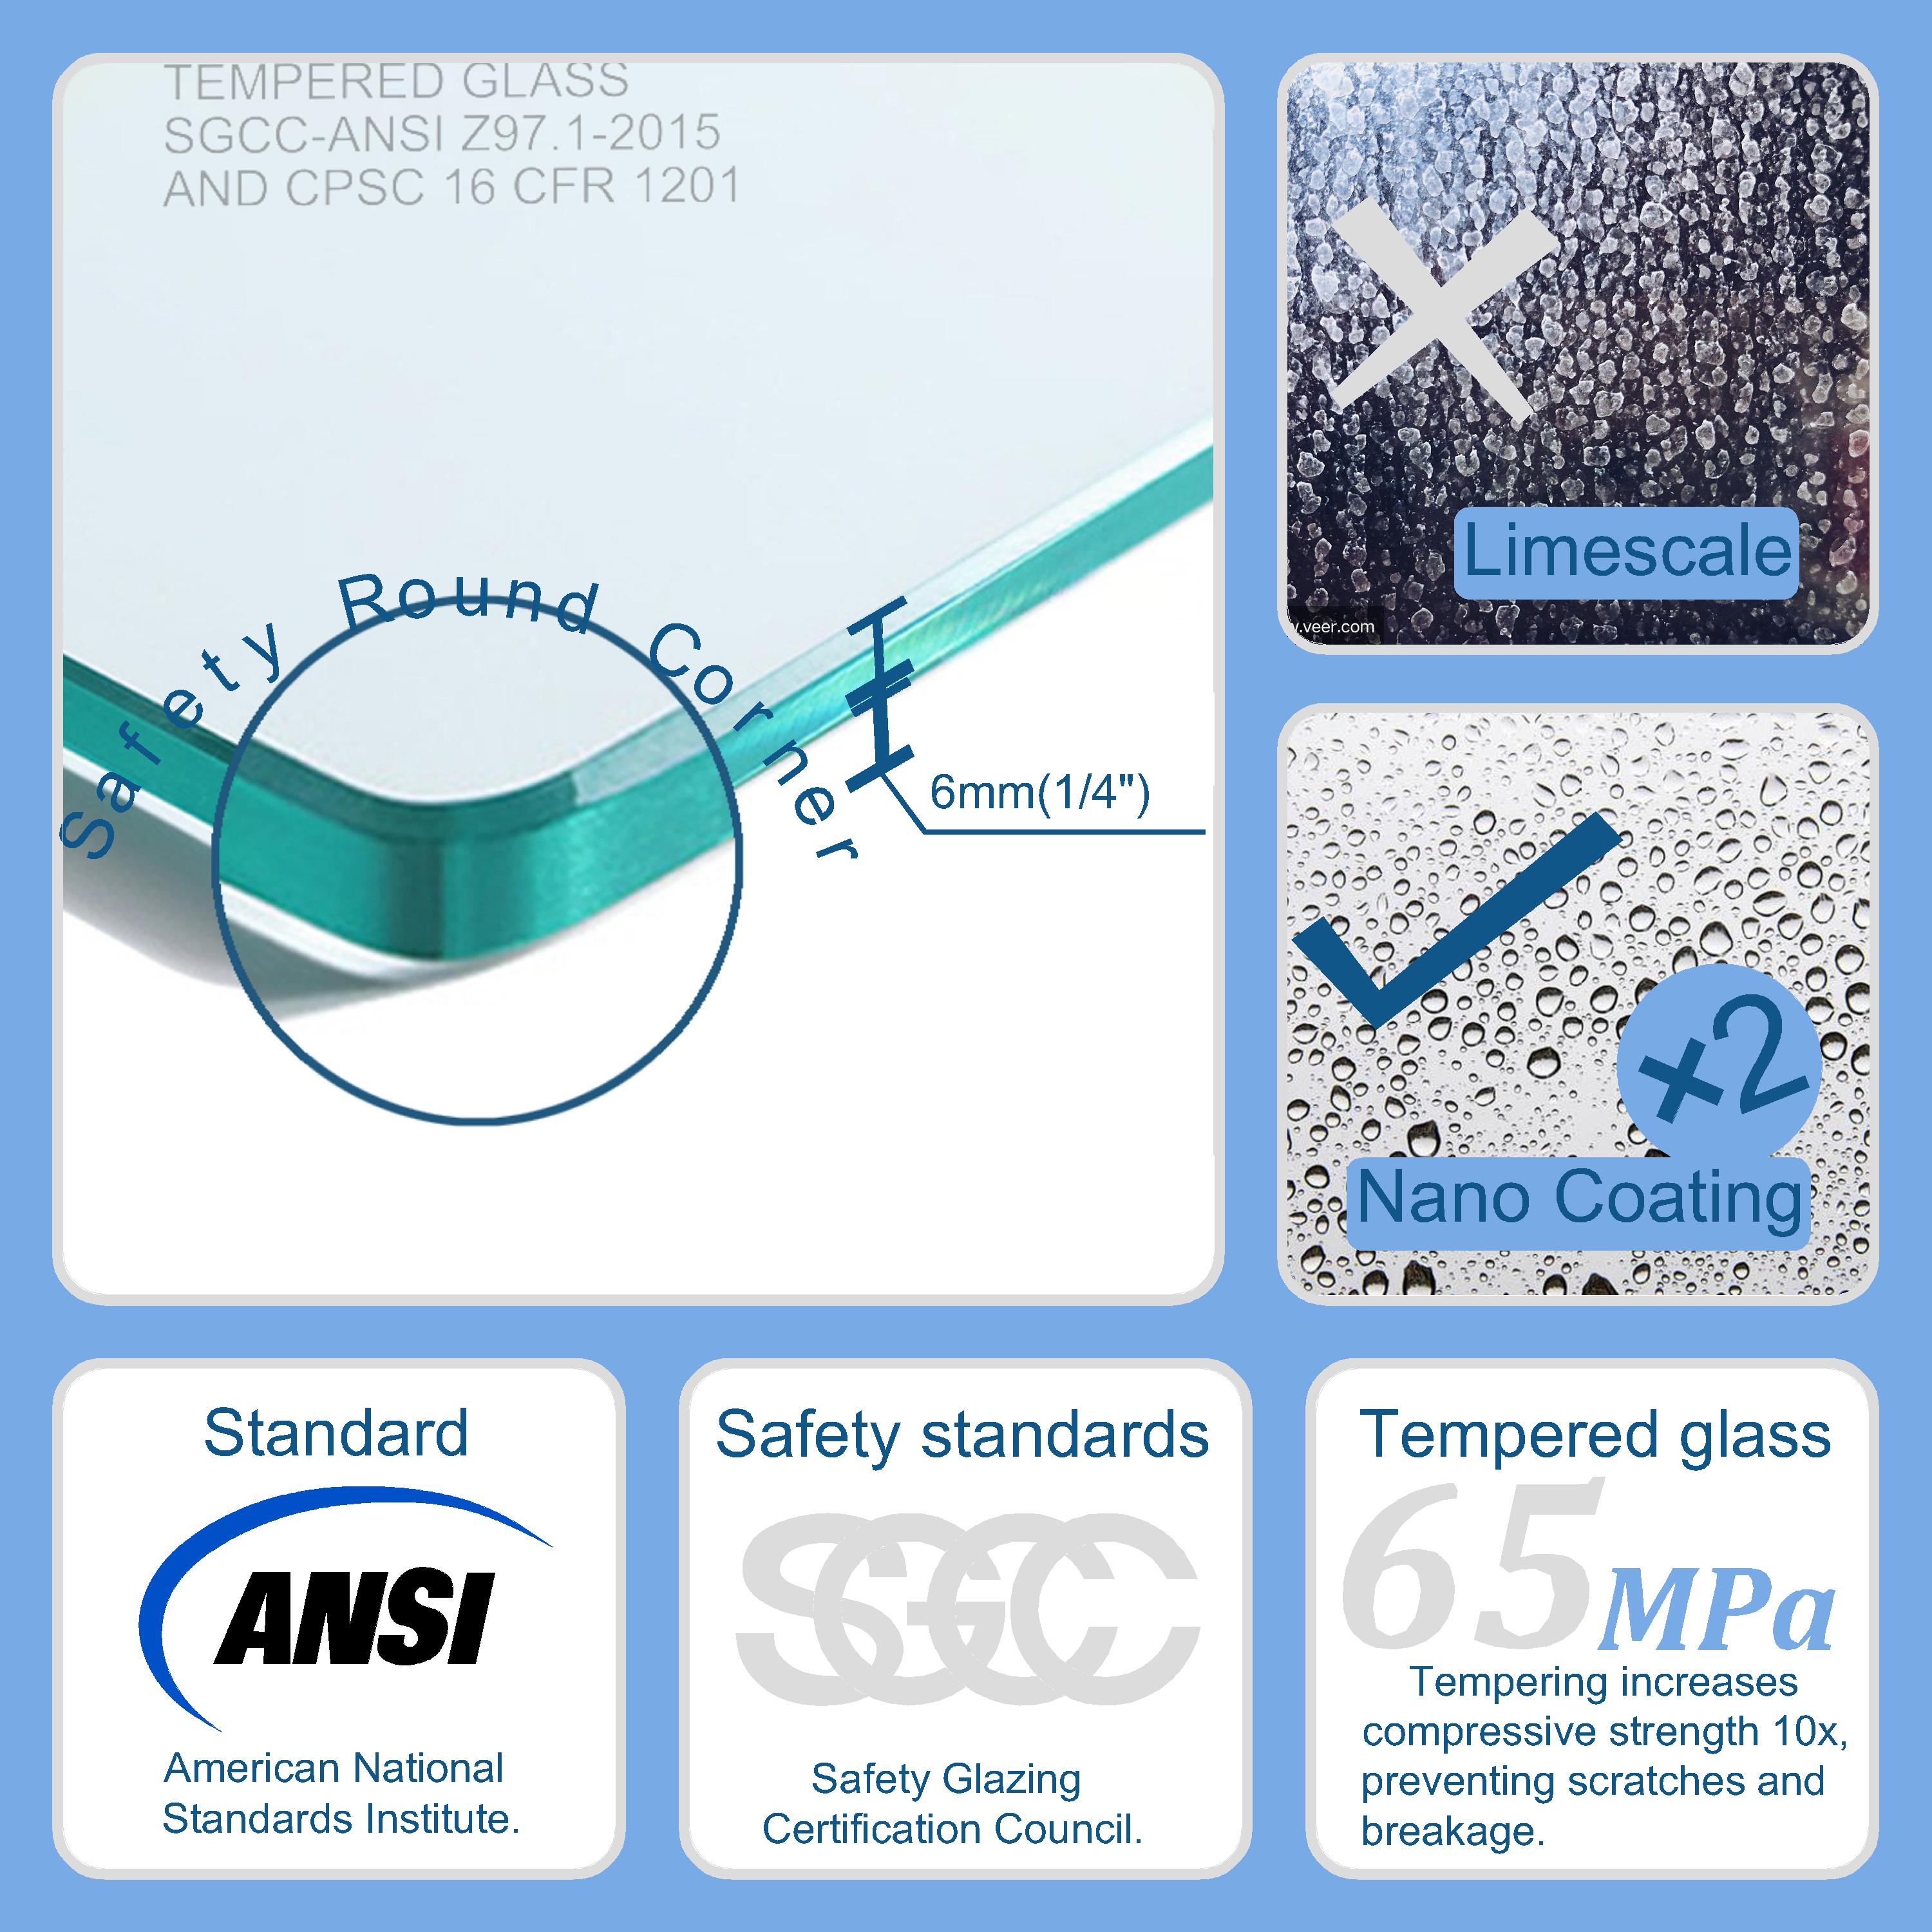 TEMPERED GLASS
SGCC-ANSI Z97.1-2015
AND CPSC 16 CFR 1201
Safety Round Corner
6mm(1/4")
Limescale
.veer.com
×2
Nano Coating
Standard
ANSI
American National
Standards Institute.
Safety standards
SGCC
Safety Glazing
Certification Council.
Tempered glass
65MPa
Tempering increases
compressive strength 10x,
preventing scratches and
breakage.